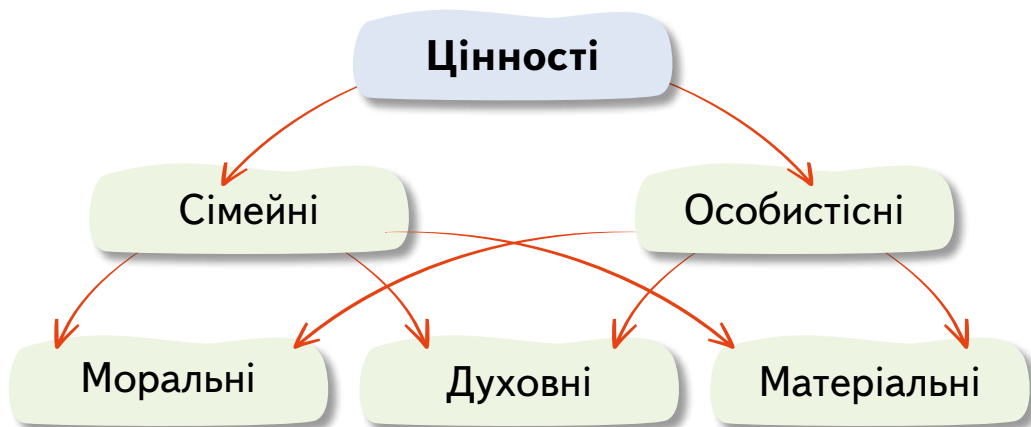 Цінності
Сімейні
Особистісні
Моральні
Духовні
Матеріальні